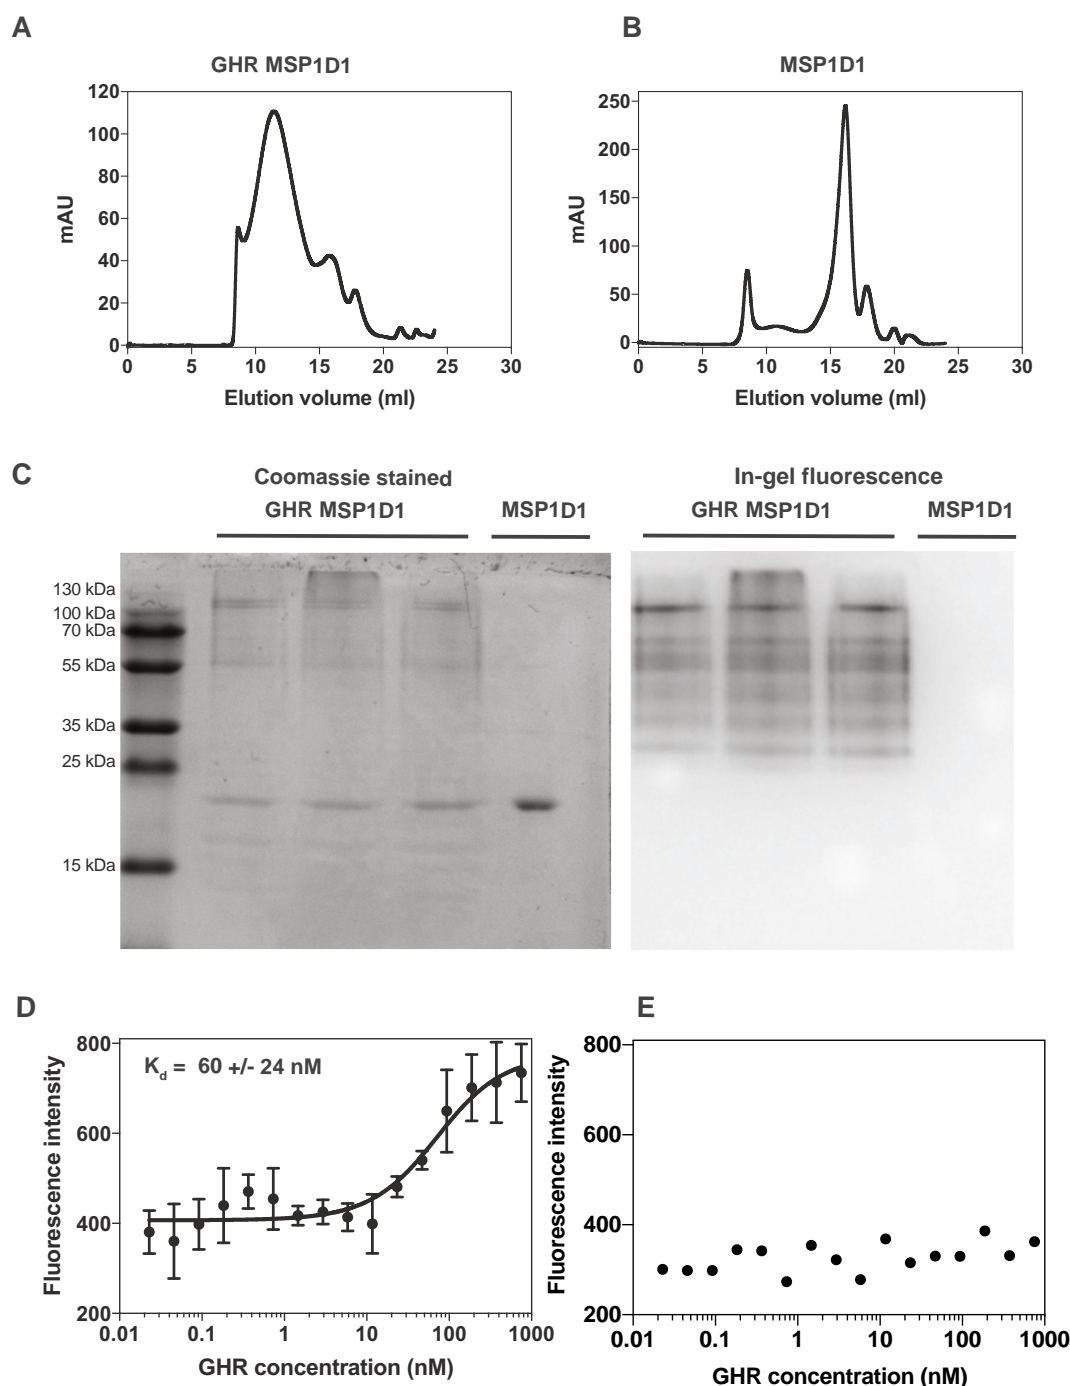 A
B
GHR MSP1D1
MSP1D1
120
100
80
60
40
20
0
mAU
0 5 10 15 20 25 30
Elution volume (ml)
250
200
150
100
50
0
mAU
0 5 10 15 20 25 30
Elution volume (ml)
C
Coomassie stained
GHR MSP1D1 MSP1D1
In-gel fluorescence
GHR MSP1D1 MSP1D1
130 kDa
100 kDa
70 kDa
55 kDa
35 kDa
25 kDa
15 kDa
D
E
800
600
400
200
Fluorescence intensity
Kd = 60 +/- 24 nM
0.01 0.1 1 10 100 1000
GHR concentration (nM)
800
600
400
200
Fluorescence intensity
0.01 0.1 1 10 100 1000
GHR concentration (nM)